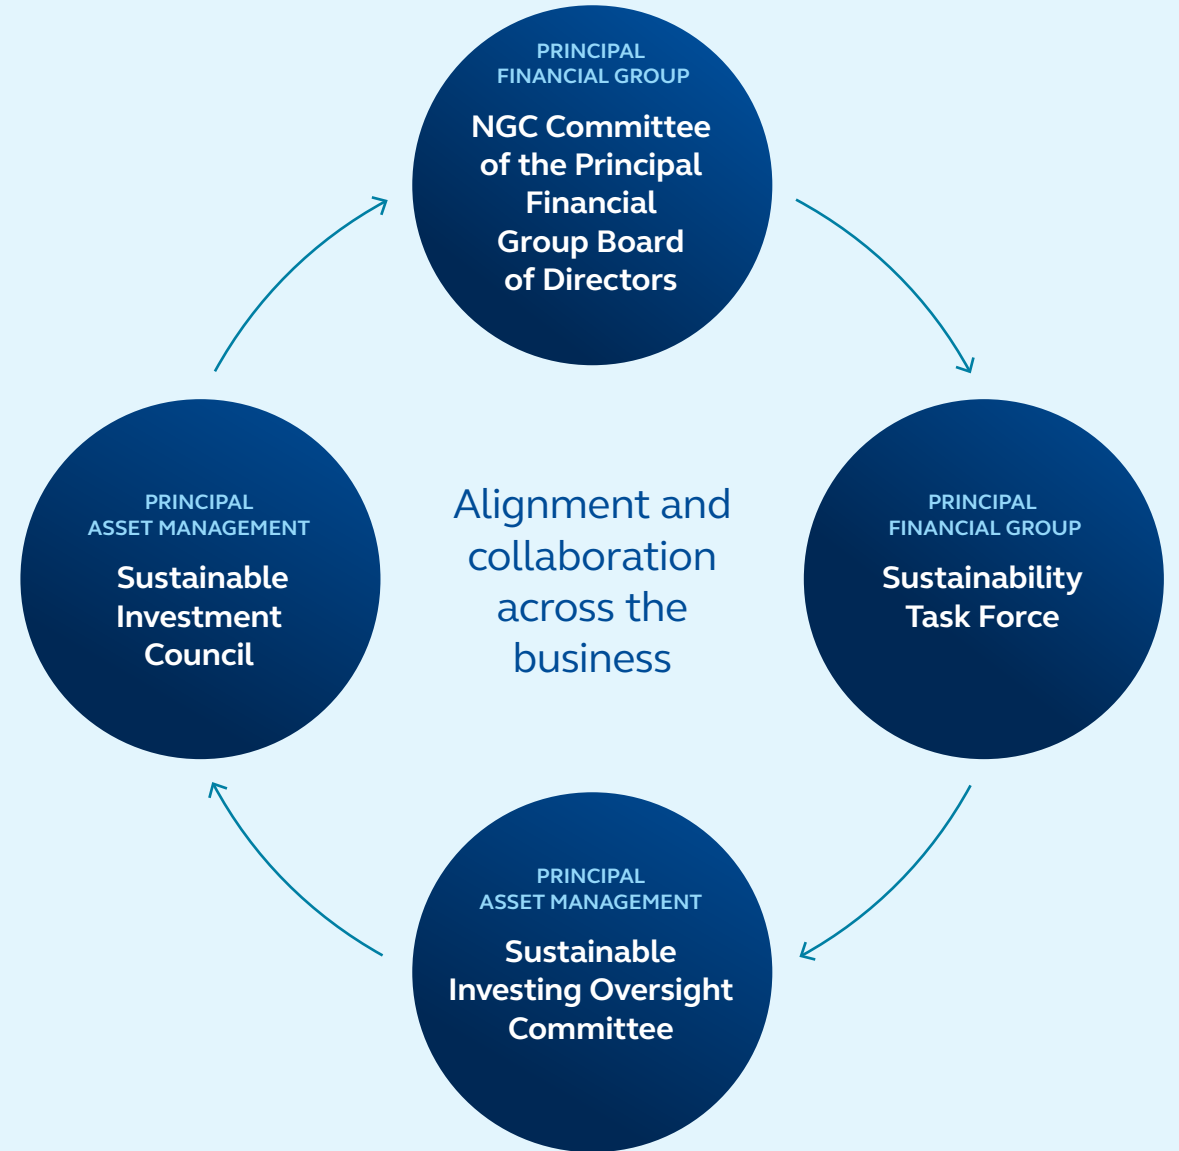 PRINCIPAL
FINANCIAL GROUP
NGC Committee
of the Principal
Financial
Group Board
of Directors
PRINCIPAL
ASSET MANAGEMENT
Sustainable
Investment
Council
Alignment and
collaboration
across the
business
PRINCIPAL
FINANCIAL GROUP
Sustainability
Task Force
PRINCIPAL
ASSET MANAGEMENT
Sustainable
Investing Oversight
Committee